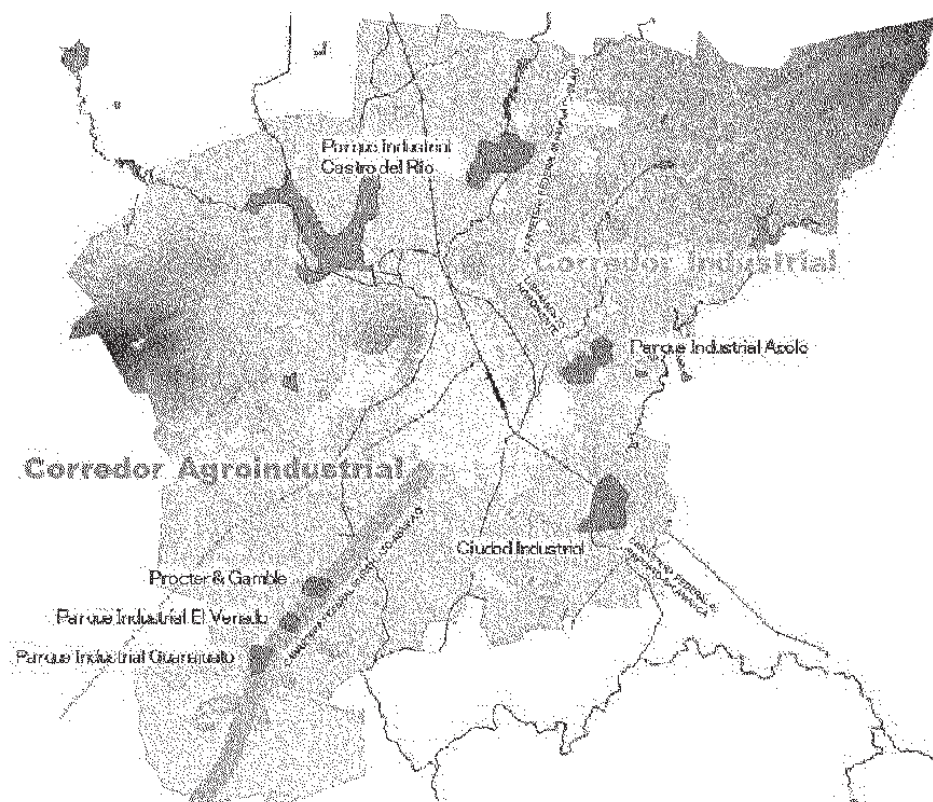 Parque Industrial
Castro del Río
Corredor Industrial
Parque Industrial Apolo
Corredor Agroindustrial
Ciudad Industrial
Procter & Gamble
Parque Industrial El Venado
Parque Industrial Guanajuato